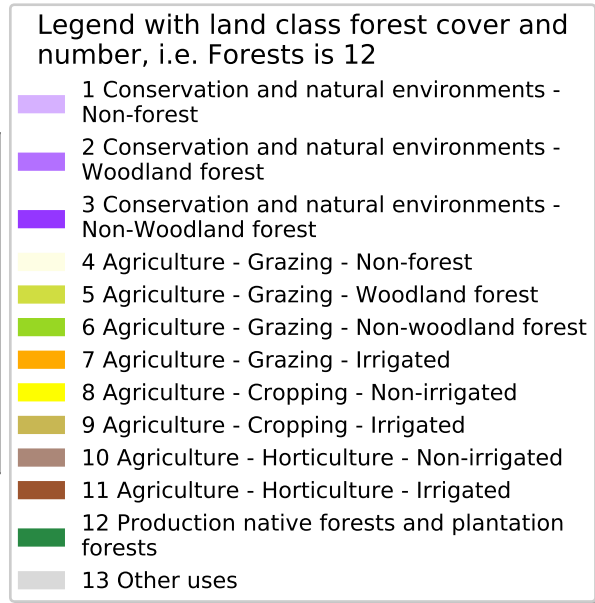 Legend with land class forest cover and
number, i.e. Forests is 12
1 Conservation and natural environments -
Non-forest
2 Conservation and natural environments -
Woodland forest
3 Conservation and natural environments -
Non-Woodland forest
4 Agriculture - Grazing - Non-forest
5 Agriculture - Grazing - Woodland forest
6 Agriculture - Grazing - Non-woodland forest
7 Agriculture - Grazing - Irrigated
8 Agriculture - Cropping - Non-irrigated
9 Agriculture - Cropping - Irrigated
10 Agriculture - Horticulture - Non-irrigated
11 Agriculture - Horticulture - Irrigated
12 Production native forests and plantation
forests
13 Other uses